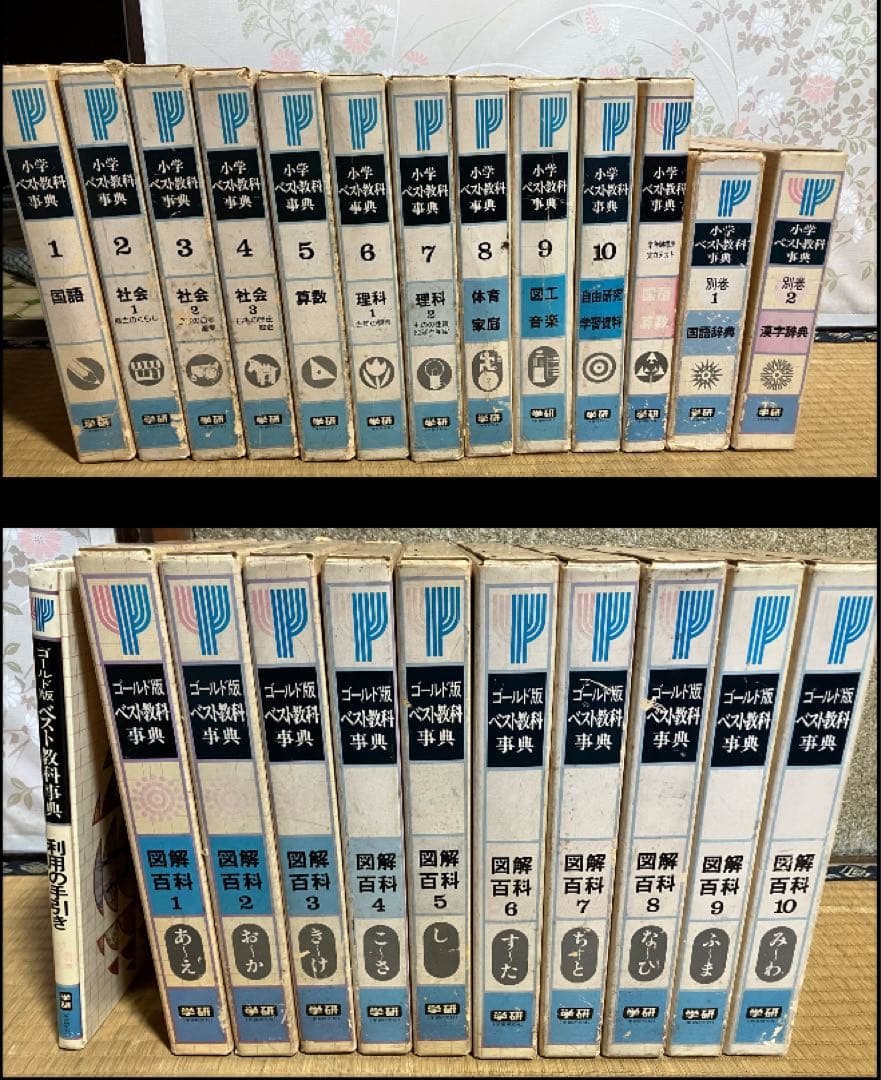 小学
ベスト教科
事典
1
国語
学研
小学
ベスト教科
事典
2
社会
1
郷土のくらし
学研
小学
ベスト教科
事典
3
社会
2
学研
小学
ベスト教科
事典
4
社会
3
学研
小学
ベスト教科
事典
5
算数
学研
小学
ベスト教科
事典
6
理科
1
学研
小学
ベスト教科
事典
7
理科
2
学研
小学
ベスト教科
事典
8
体育
家庭
学研
小学
ベスト教科
事典
9
図工
音楽
学研
小学
ベスト教科
事典
10
自由研究
学習資料
学研
小学
ベスト教科
事典
国語
算数
学研
小学
ベスト教科
事典
別巻
1
国語辞典
学研
小学
ベスト教科
事典
別巻
2
漢字辞典
学研
ゴールド版
ベスト教科事典
利用の手引き
学研
ゴールド版
ベスト教科
事典
図解
百科
1
あ〜え
学研
ゴールド版
ベスト教科
事典
図解
百科
2
お〜か
学研
ゴールド版
ベスト教科
事典
図解
百科
3
き〜け
学研
ゴールド版
ベスト教科
事典
図解
百科
4
こ〜さ
学研
ゴールド版
ベスト教科
事典
図解
百科
5
し
学研
ゴールド版
ベスト教科
事典
図解
百科
6
す〜た
学研
ゴールド版
ベスト教科
事典
図解
百科
7
ち〜と
学研
ゴールド版
ベスト教科
事典
図解
百科
8
な〜ひ
学研
ゴールド版
ベスト教科
事典
図解
百科
9
ふ〜ま
学研
ゴールド版
ベスト教科
事典
図解
百科
10
み〜わ
学研